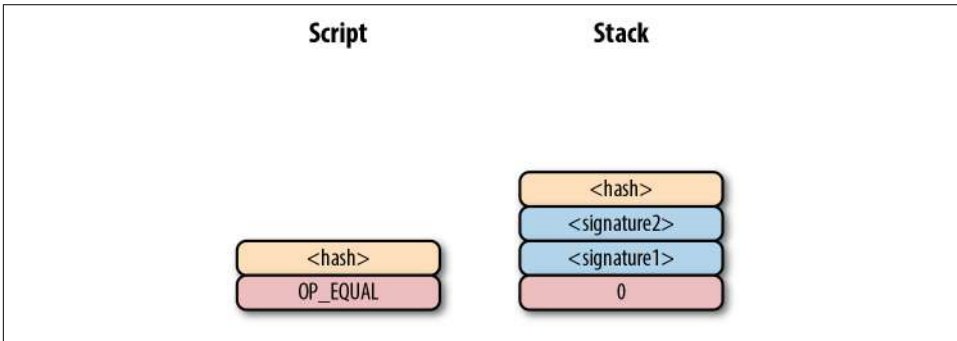 Script Stack
<hash>
<signature2>
<hash> <signature1>
OP_EQUAL 0